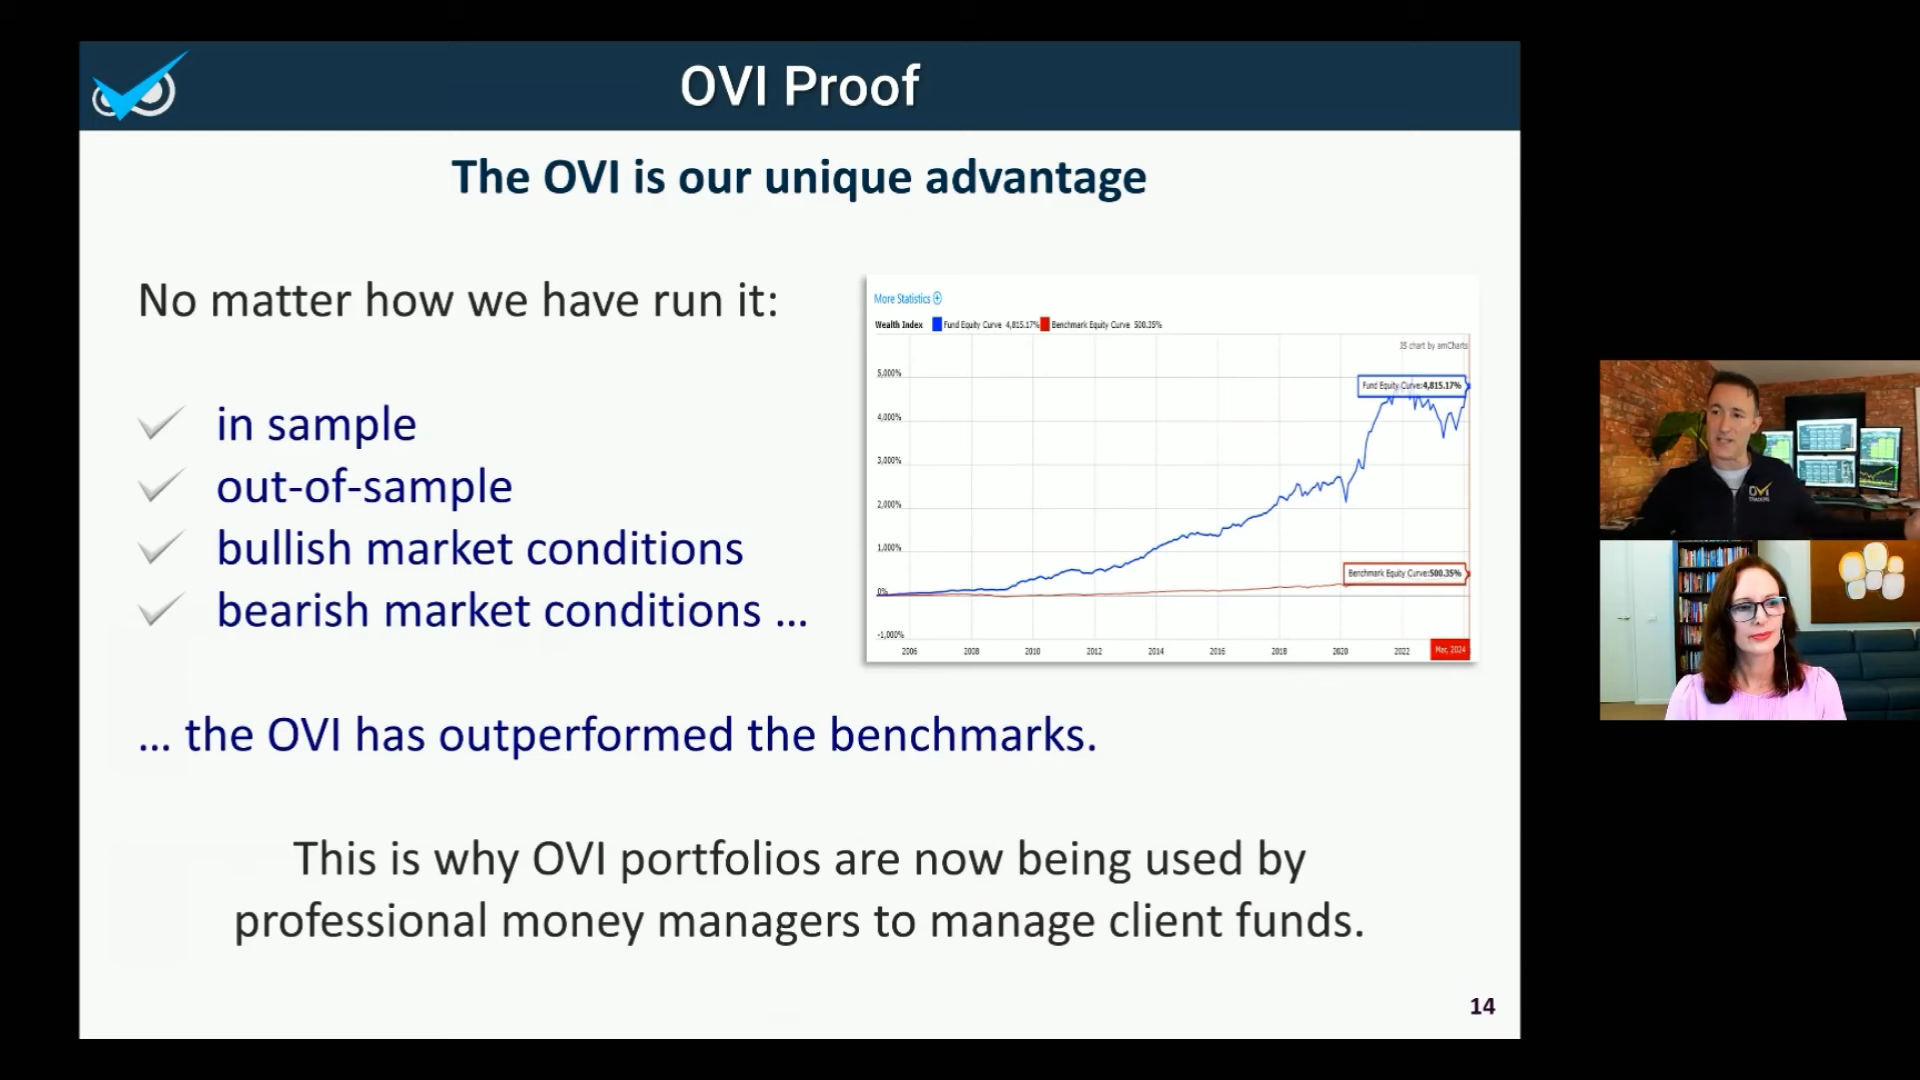 OVI Proof
The OVI is our unique advantage
No matter how we have run it:
in sample
out-of-sample
bullish market conditions
bearish market conditions ...
... the OVI has outperformed the benchmarks.
This is why OVI portfolios are now being used by
professional money managers to manage client funds.
14
More Statistics
Wealth Index Fund Equity Curve 4,815.17% Benchmark Equity Curve 500.35%
JS chart by amCharts
5,000%
4,000%
3,000%
2,000%
1,000%
0%
-1,000%
Fund Equity Curve:4,815.17%
Benchmark Equity Curve:500.35%
2006 2008 2010 2012 2014 2016 2018 2020 2022 Mar, 2024
OVI
TRADERS